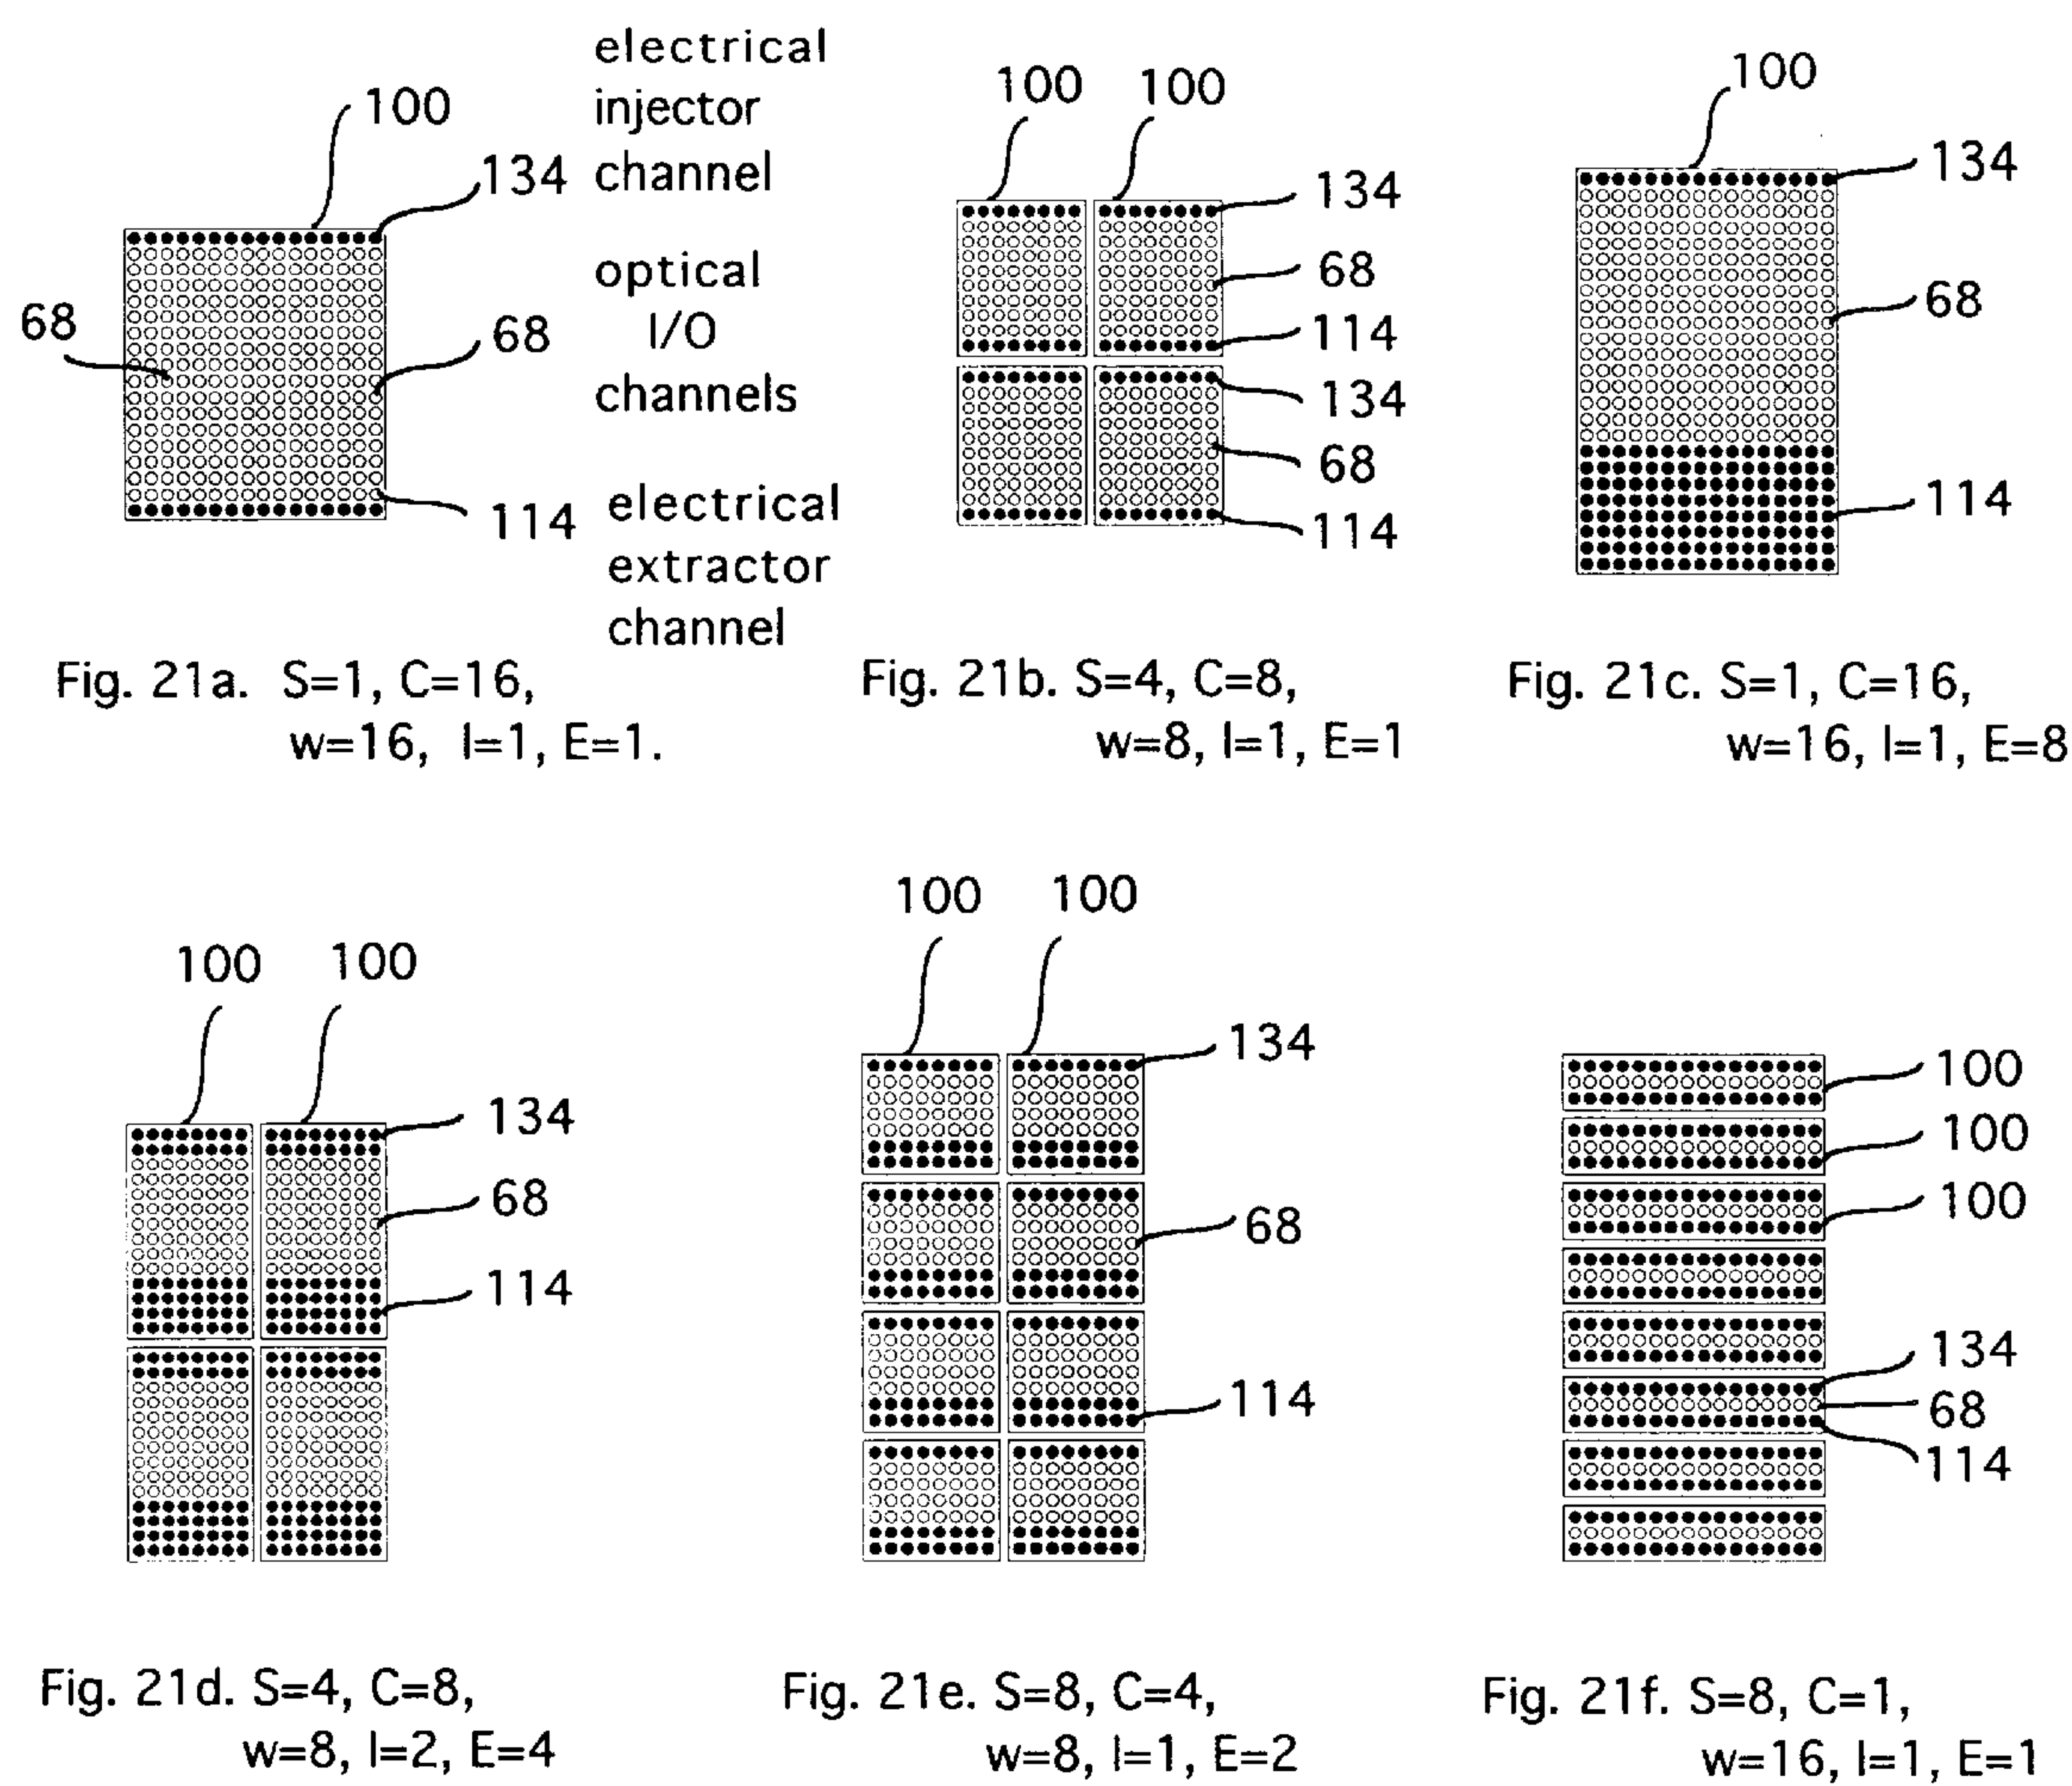 electrical
injector
channel
100
134
68
optical
I/O
channels
68
114
electrical
extractor
channel
100 100
134
68
114
134
68
114
100
134
68
114
Fig. 21a. S=1, C=16,
w=16, I=1, E=1.
Fig. 21b. S=4, C=8,
w=8, I=1, E=1
Fig. 21c. S=1, C=16,
w=16, I=1, E=8
100 100
134
68
114
100 100
134
68
114
100
100
100
134
68
114
Fig. 21d. S=4, C=8,
w=8, I=2, E=4
Fig. 21e. S=8, C=4,
w=8, I=1, E=2
Fig. 21f. S=8, C=1,
w=16, I=1, E=1